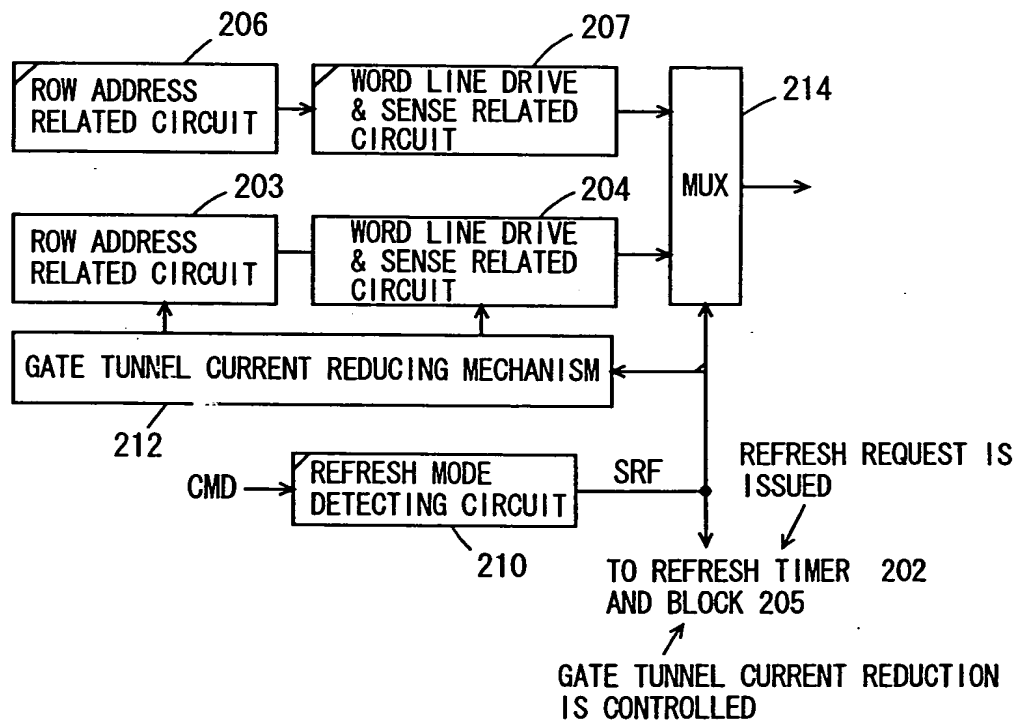 206
207
ROW ADDRESS
RELATED CIRCUIT
WORD LINE DRIVE
& SENSE RELATED
CIRCUIT
214
MUX
203
204
ROW ADDRESS
RELATED CIRCUIT
WORD LINE DRIVE
& SENSE RELATED
CIRCUIT
GATE TUNNEL CURRENT REDUCING MECHANISM
212
CMD
REFRESH MODE
DETECTING CIRCUIT
SRF
210
REFRESH REQUEST IS
ISSUED
TO REFRESH TIMER 202
AND BLOCK 205
GATE TUNNEL CURRENT REDUCTION
IS CONTROLLED